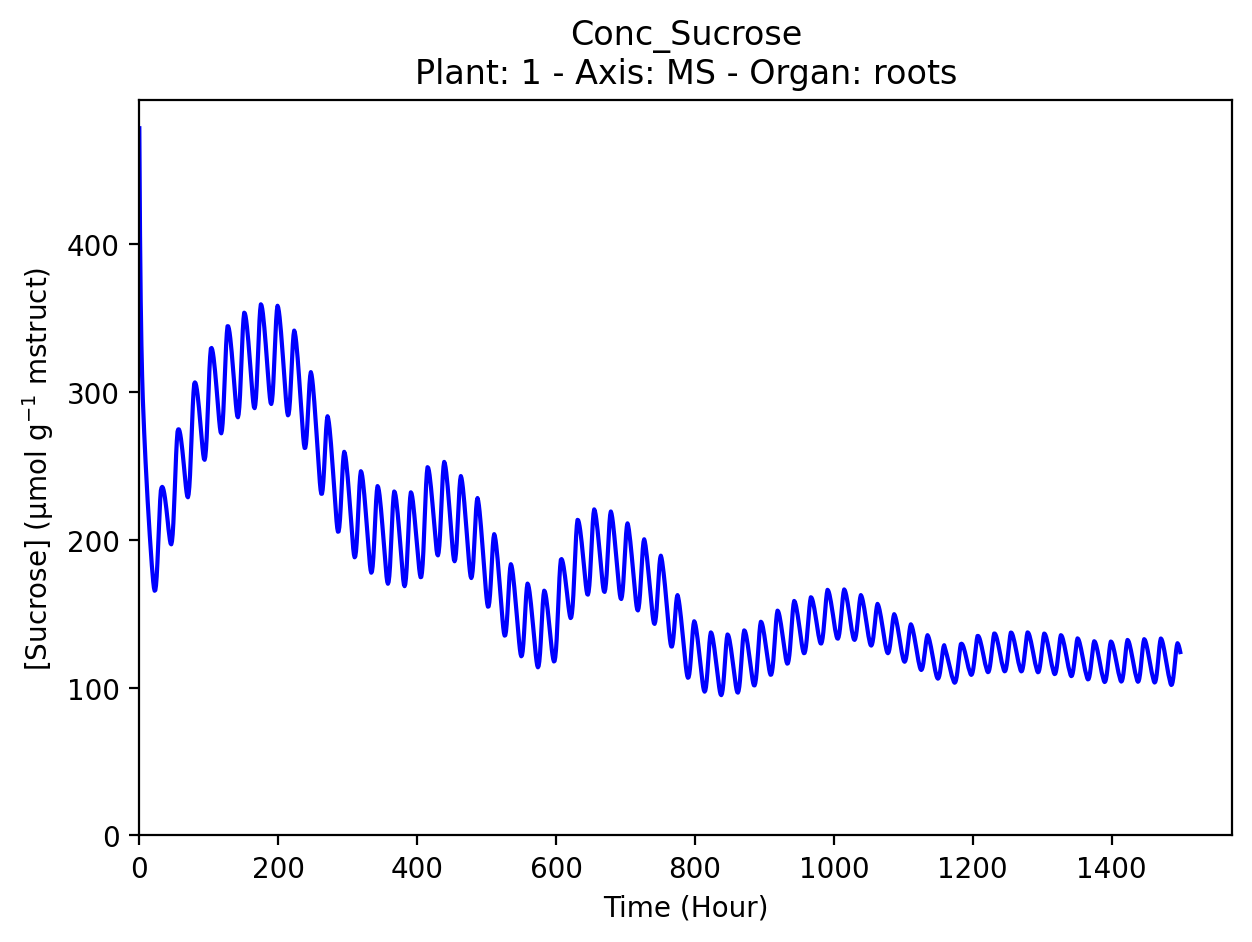 Conc_Sucrose
Plant: 1 - Axis: MS - Organ: roots
[Sucrose] (µmol g⁻¹ mstruct)
400
300
200
100
0
0 200 400 600 800 1000 1200 1400
Time (Hour)